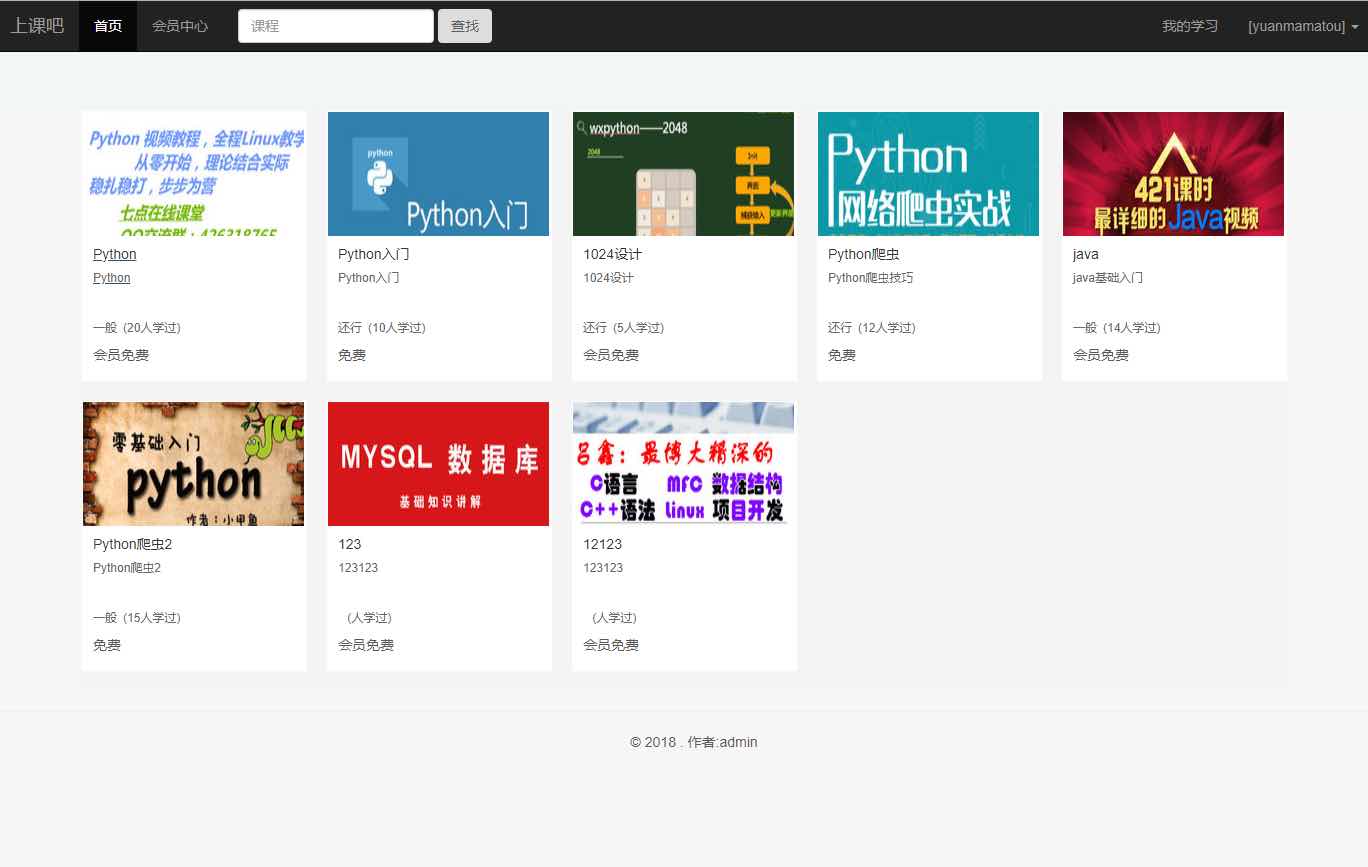 上课吧 首页 会员中心 课程 查找 我的学习 [yuanmamatou]
Python 视频教程，全程Linux教学
从零开始，理论结合实际
稳扎稳打，步步为营
七点在线课堂
QQ交流群：426318765
Python
Python
一般 (20人学过)
会员免费
python
Python入门
Python入门
Python入门
还行 (10人学过)
免费
wxpython——2048
2048
界面
捕获输入
更新界面
1024设计
1024设计
还行 (5人学过)
会员免费
Python
网络爬虫实战
Python爬虫
Python爬虫技巧
还行 (12人学过)
免费
421课时
最详细的Java视频
java
java基础入门
一般 (14人学过)
会员免费
零基础入门
python
作者：小甲鱼
Python爬虫2
Python爬虫2
一般 (15人学过)
免费
MYSQL 数据库
基础知识讲解
123
123123
(人学过)
会员免费
吕鑫：最博大精深的
C语言 MFC 数据结构
C++语法 Linux 项目开发
12123
123123
(人学过)
会员免费
© 2018 . 作者:admin